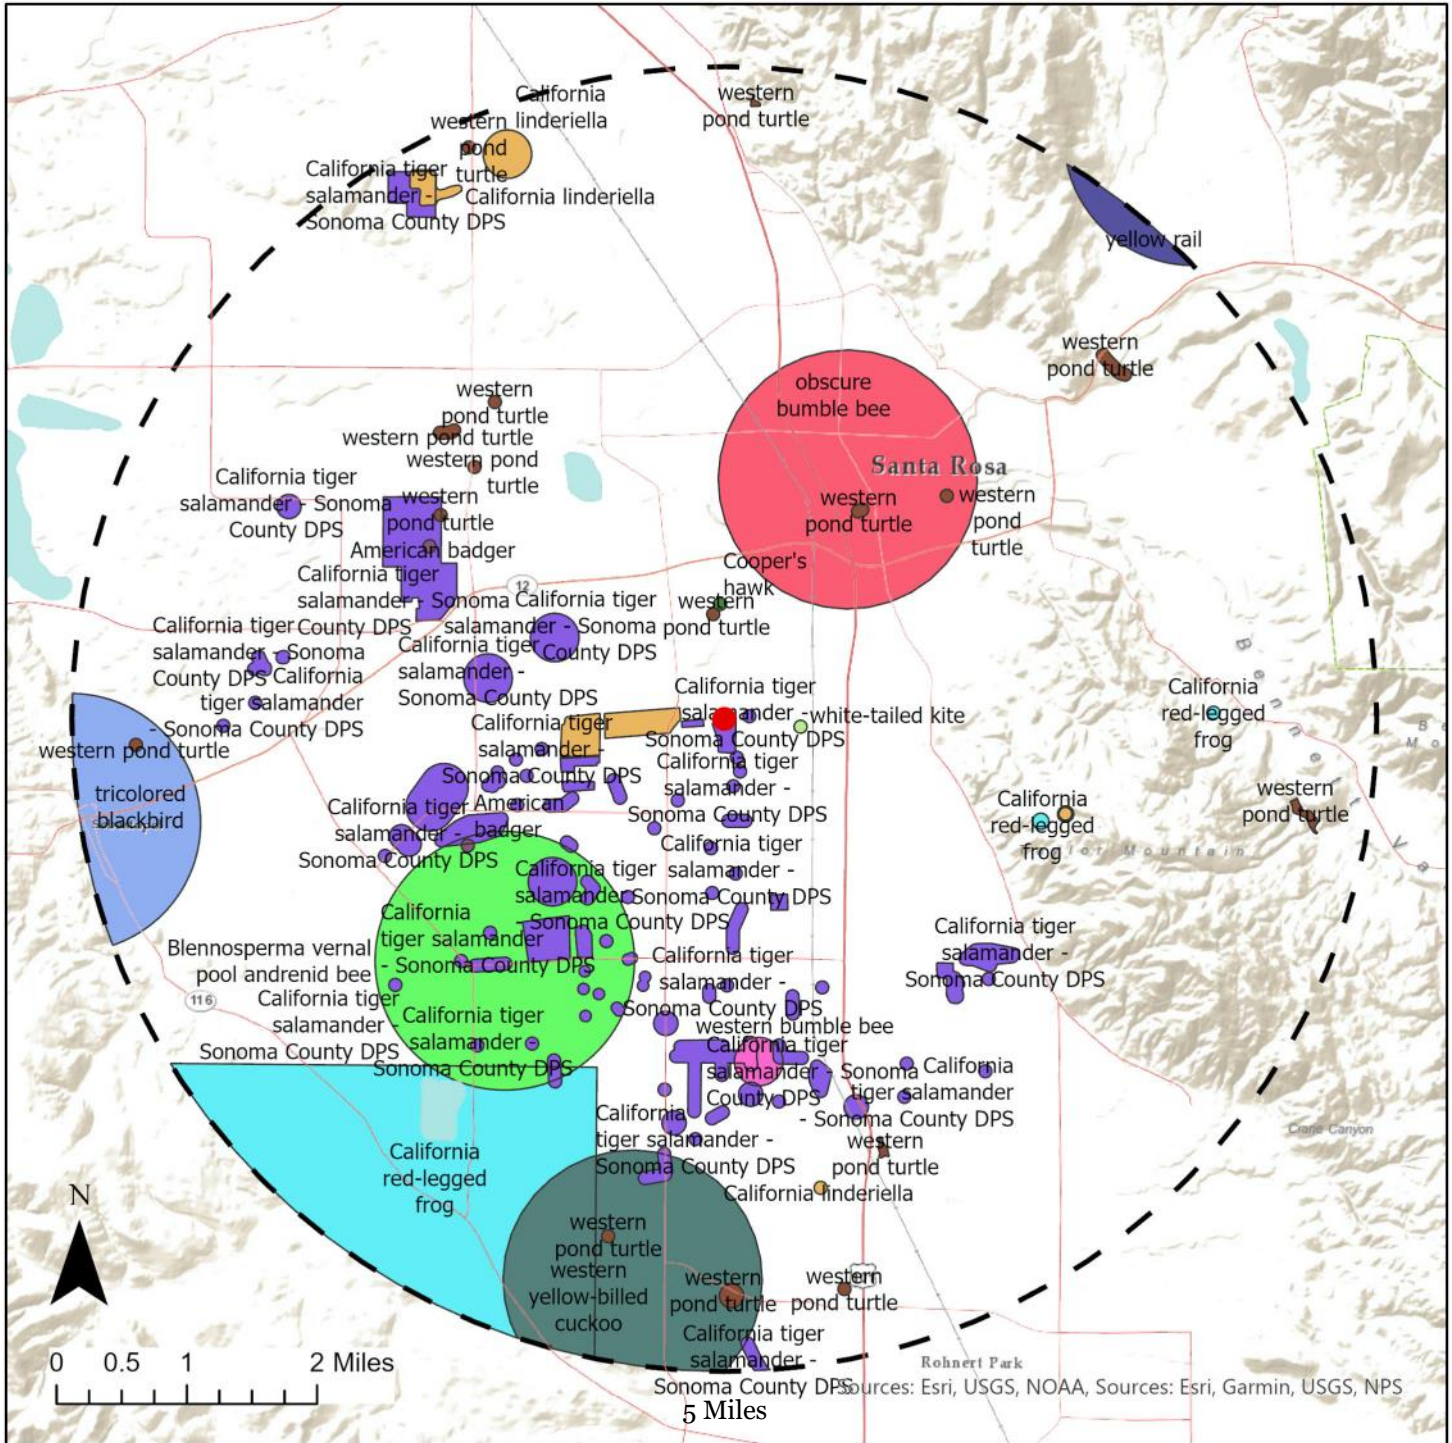 California
linderiella
western
pond
turtle
western
pond turtle
California tiger
salamander -
Sonoma County DPS
California linderiella
yellow rail
western
pond turtle
obscure
bumble bee
western
pond turtle
western pond turtle
western pond
turtle
Santa Rosa
California tiger
salamander - Sonoma
County DPS
western
pond turtle
western
pond turtle
western
pond
turtle
American badger
Cooper's
hawk
California tiger
salamander - Sonoma
County DPS
12
California tiger
salamander - Sonoma
County DPS
western
pond turtle
California tiger
salamander - Sonoma
County DPS
California tiger
salamander -
Sonoma County DPS
California
tiger salamander
- Sonoma County DPS
California tiger
salamander -
Sonoma County DPS
white-tailed kite
California
red-legged
frog
western pond turtle
California tiger
salamander -
Sonoma County DPS
California tiger
salamander -
Sonoma County DPS
tricolored
blackbird
American
badger
California tiger
salamander -
Sonoma County DPS
California
red-legged
frog
western
pond turtle
Bennett Va
California tiger
salamander -
Sonoma County DPS
California tiger
salamander
- Sonoma County DPS
California
tiger salamander
- Sonoma County DPS
Blennosperma vernal
pool andrenid bee
California tiger
salamander -
Sonoma County DPS
California tiger
salamander -
Sonoma County DPS
116
California tiger
salamander -
Sonoma County DPS
California tiger
salamander -
Sonoma County DPS
western bumble bee
California tiger
salamander - Sonoma
County DPS
California
tiger salamander
- Sonoma County DPS
California
tiger salamander -
Sonoma County DPS
western
pond turtle
Crane Canyon
California
red-legged
frog
California linderiella
N
western
pond turtle
western
yellow-billed
cuckoo
western
pond turtle
western
pond turtle
California tiger
salamander -
Sonoma County DPS
Rohnert Park
0 0.5 1 2 Miles
Sources: Esri, USGS, NOAA, Sources: Esri, Garmin, USGS, NPS
5 Miles